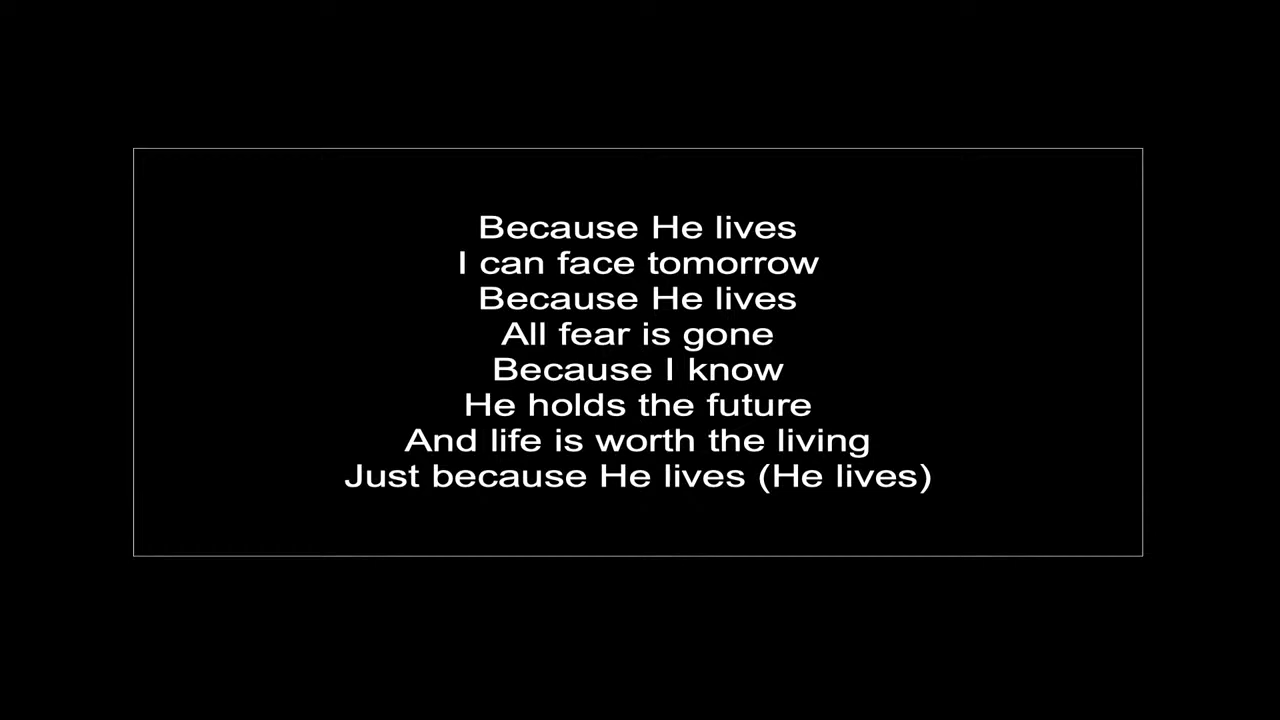 Because He lives
I can face tomorrow
Because He lives
All fear is gone
Because I know
He holds the future
And life is worth the living
Just because He lives (He lives)